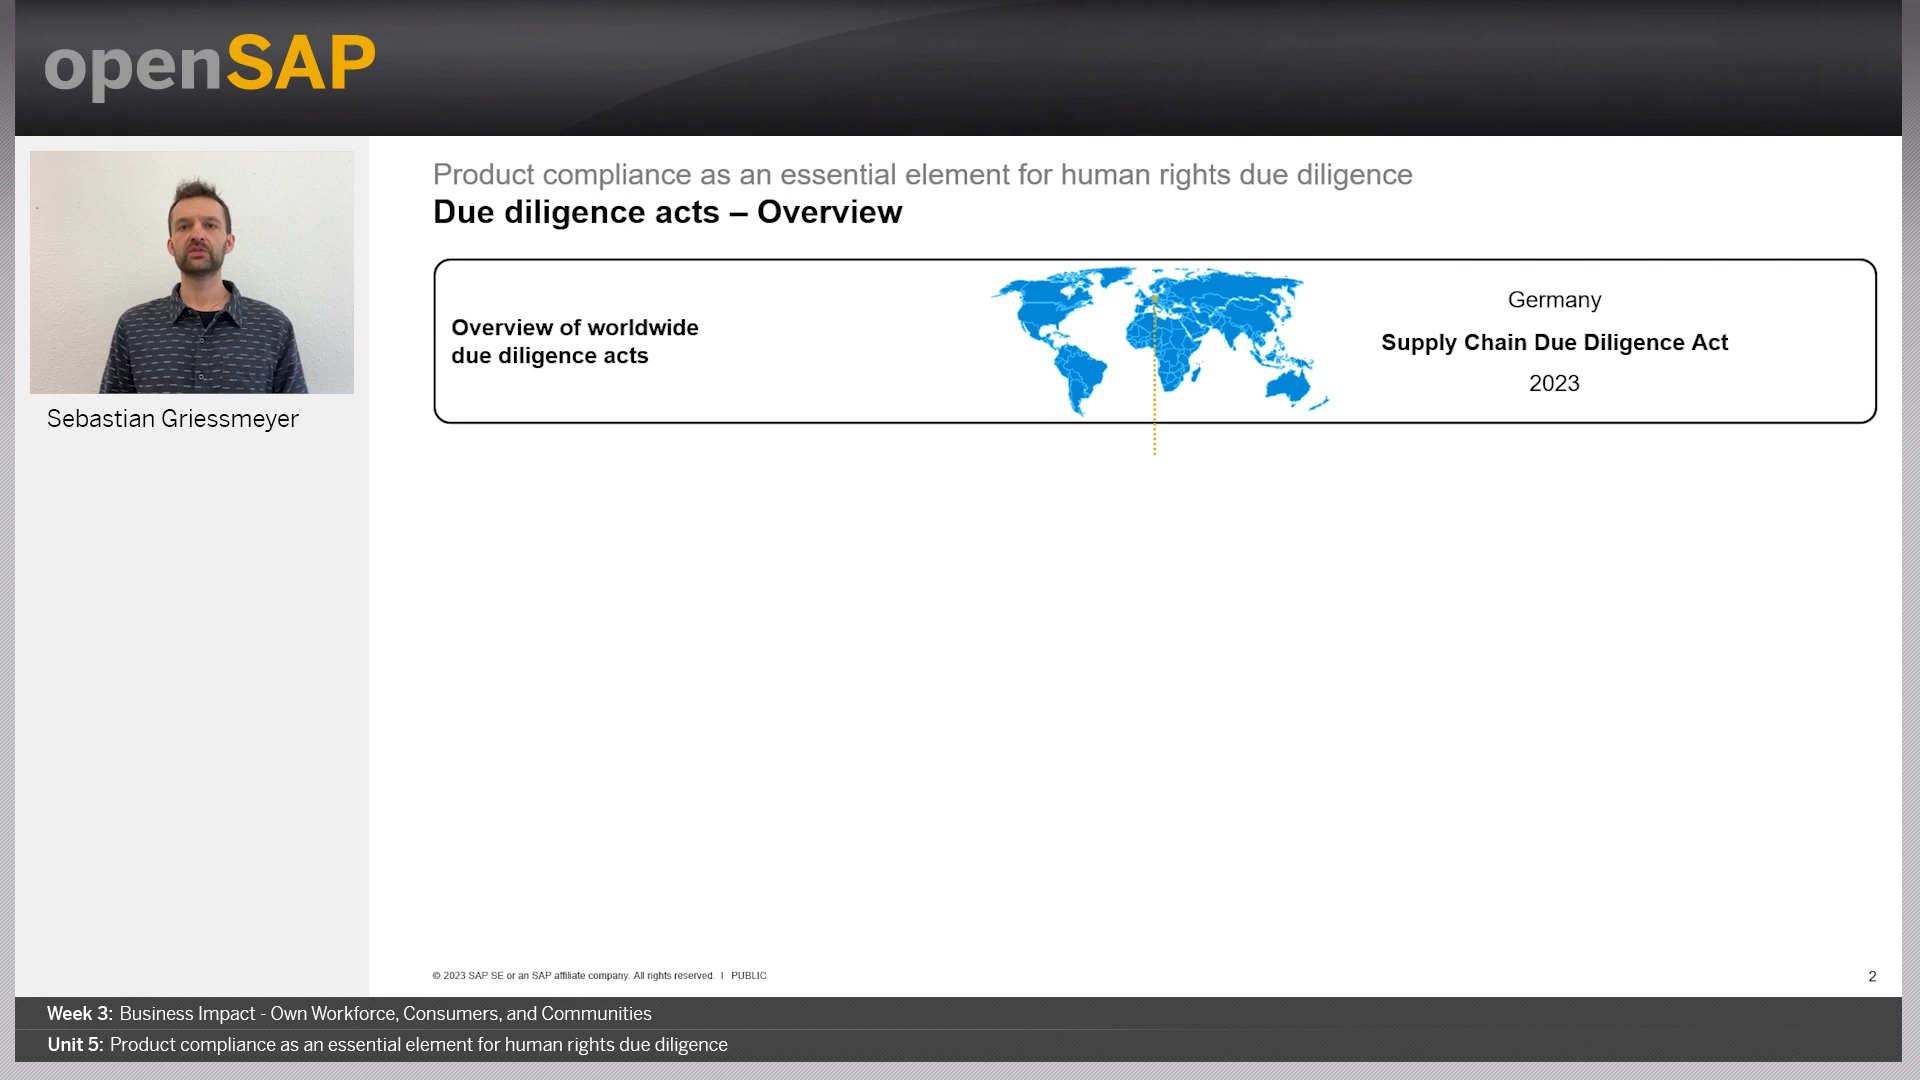 openSAP
Sebastian Griessmeyer
Product compliance as an essential element for human rights due diligence
Due diligence acts – Overview
Overview of worldwide
due diligence acts
Germany
Supply Chain Due Diligence Act
2023
© 2023 SAP SE or an SAP affiliate company. All rights reserved. I PUBLIC
2
Week 3: Business Impact - Own Workforce, Consumers, and Communities
Unit 5: Product compliance as an essential element for human rights due diligence